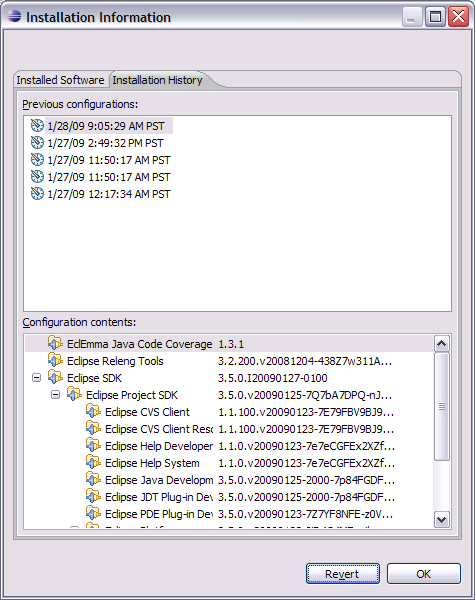 Installation Information
Installed Software Installation History
Previous configurations:
1/28/09 9:05:29 AM PST
1/27/09 2:49:32 PM PST
1/27/09 11:50:17 AM PST
1/27/09 11:50:17 AM PST
1/27/09 12:17:34 AM PST
Configuration contents:
EclEmma Java Code Coverage 1.3.1
Eclipse Releng Tools 3.2.200.v20081204-438Z7w311A...
Eclipse SDK 3.5.0.I20090127-0100
Eclipse Project SDK 3.5.0.v20090125-7Q7bA7DPQ-nJ...
Eclipse CVS Client 1.1.100.v20090123-7E79FBV9BJ9...
Eclipse CVS Client Resc 1.1.100.v20090123-7E79FBV9BJ9...
Eclipse Help Developer 1.1.0.v20090123-7e7eCGFEx2XZf...
Eclipse Help System 1.1.0.v20090123-7e7eCGFEx2XZf...
Eclipse Java Developm 3.5.0.v20090125-2000-7p84FGDF...
Eclipse JDT Plug-in Dev 3.5.0.v20090125-2000-7p84FGDF...
Eclipse PDE Plug-in Dev 3.5.0.v20090123-7Z7YF8NFE-z0V...
Revert OK